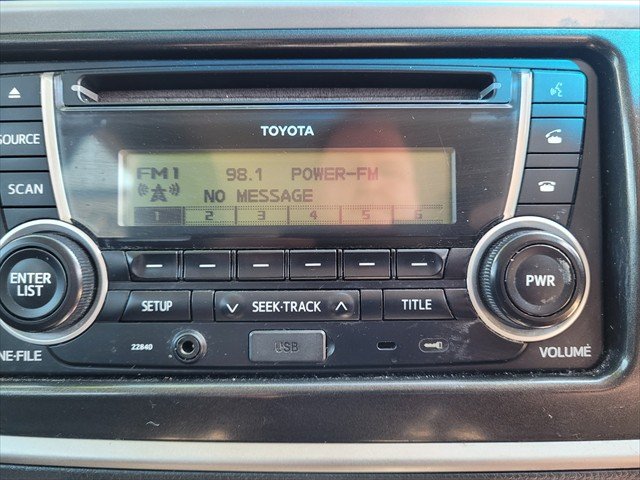 TOYOTA
SOURCE
FM1 98.1 POWER-FM
SCAN
NO MESSAGE
1 2 3 4 5 6
ENTER
LIST
PWR
SETUP
SEEK·TRACK
TITLE
22840
USB
NE-FILE
VOLUME